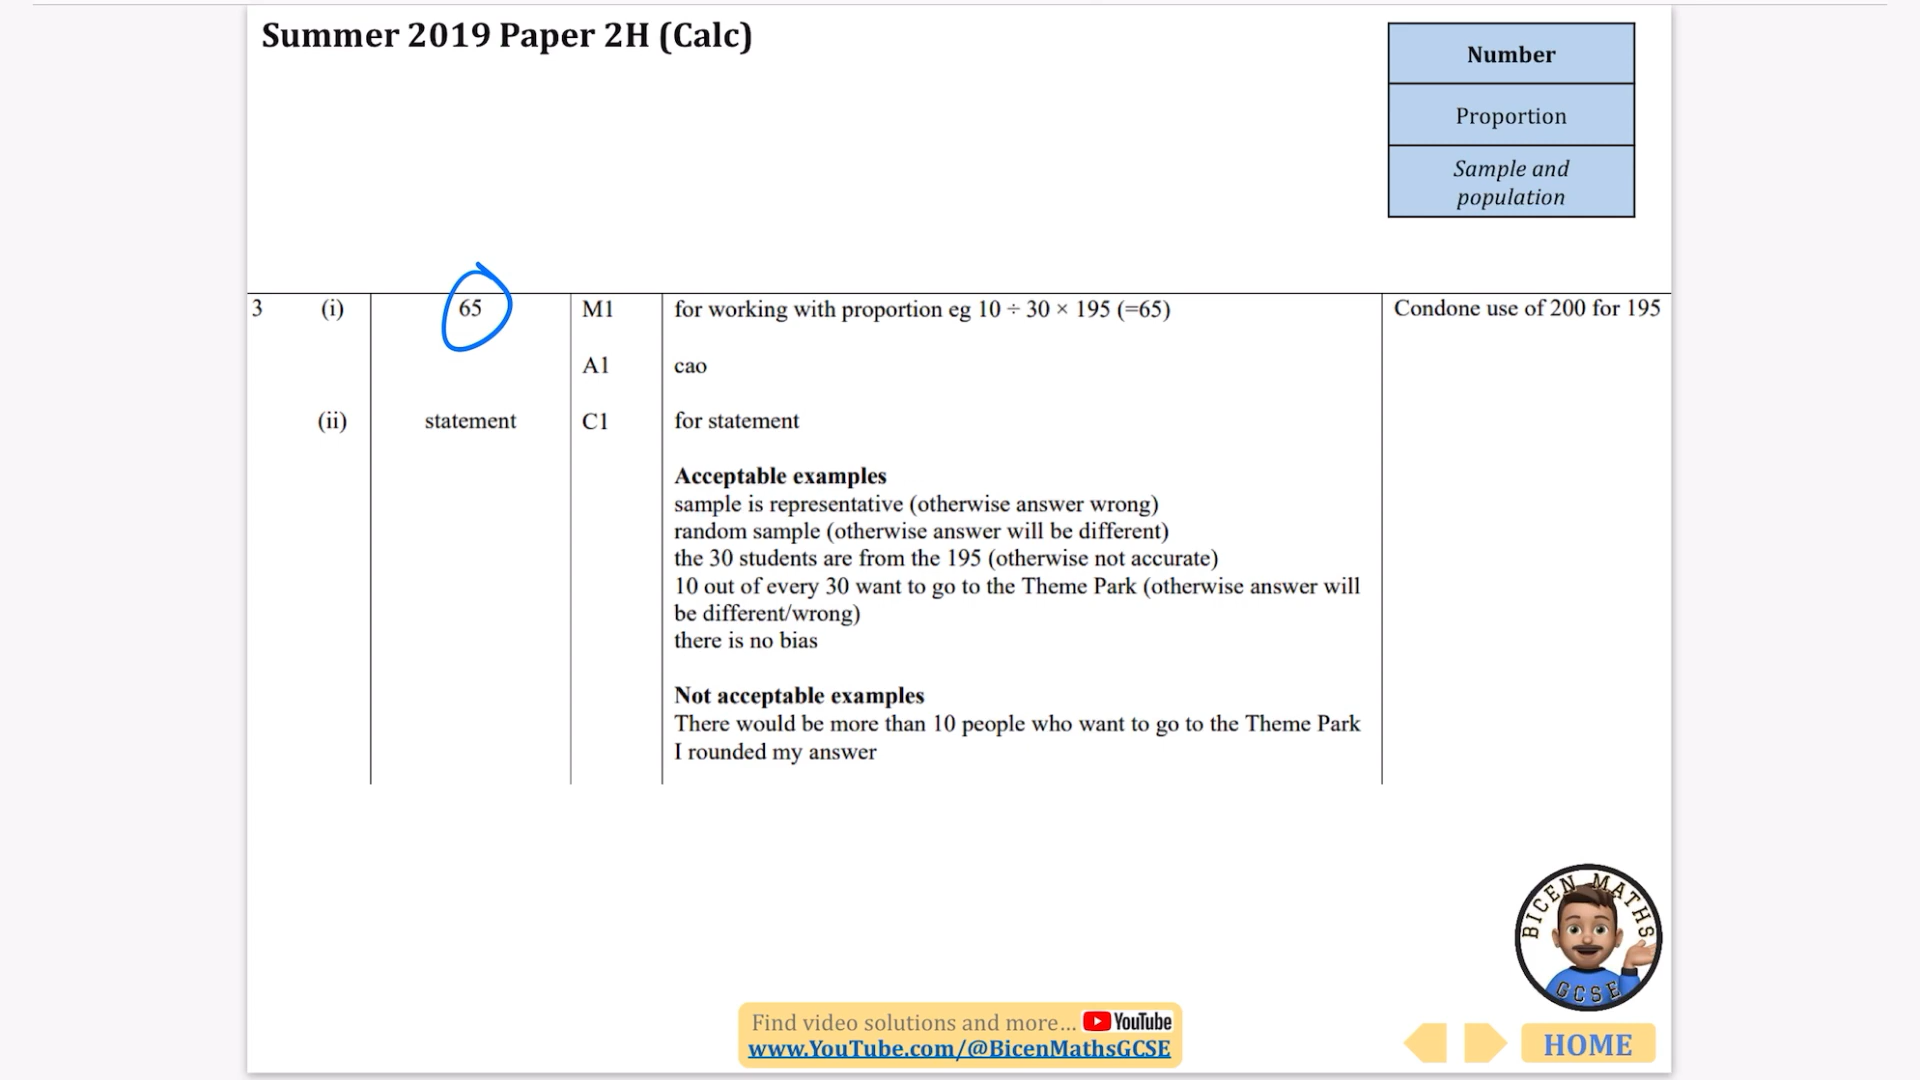 Summer 2019 Paper 2H (Calc)
Number
Proportion
Sample and
population
3 (i) 65 M1 for working with proportion eg 10 ÷ 30 × 195 (=65) Condone use of 200 for 195
A1 cao
(ii) statement C1 for statement
Acceptable examples
sample is representative (otherwise answer wrong)
random sample (otherwise answer will be different)
the 30 students are from the 195 (otherwise not accurate)
10 out of every 30 want to go to the Theme Park (otherwise answer will
be different/wrong)
there is no bias
Not acceptable examples
There would be more than 10 people who want to go to the Theme Park
I rounded my answer
BICEN MATHS
GCSE
Find video solutions and more... YouTube
www.YouTube.com/@BicenMathsGCSE
HOME